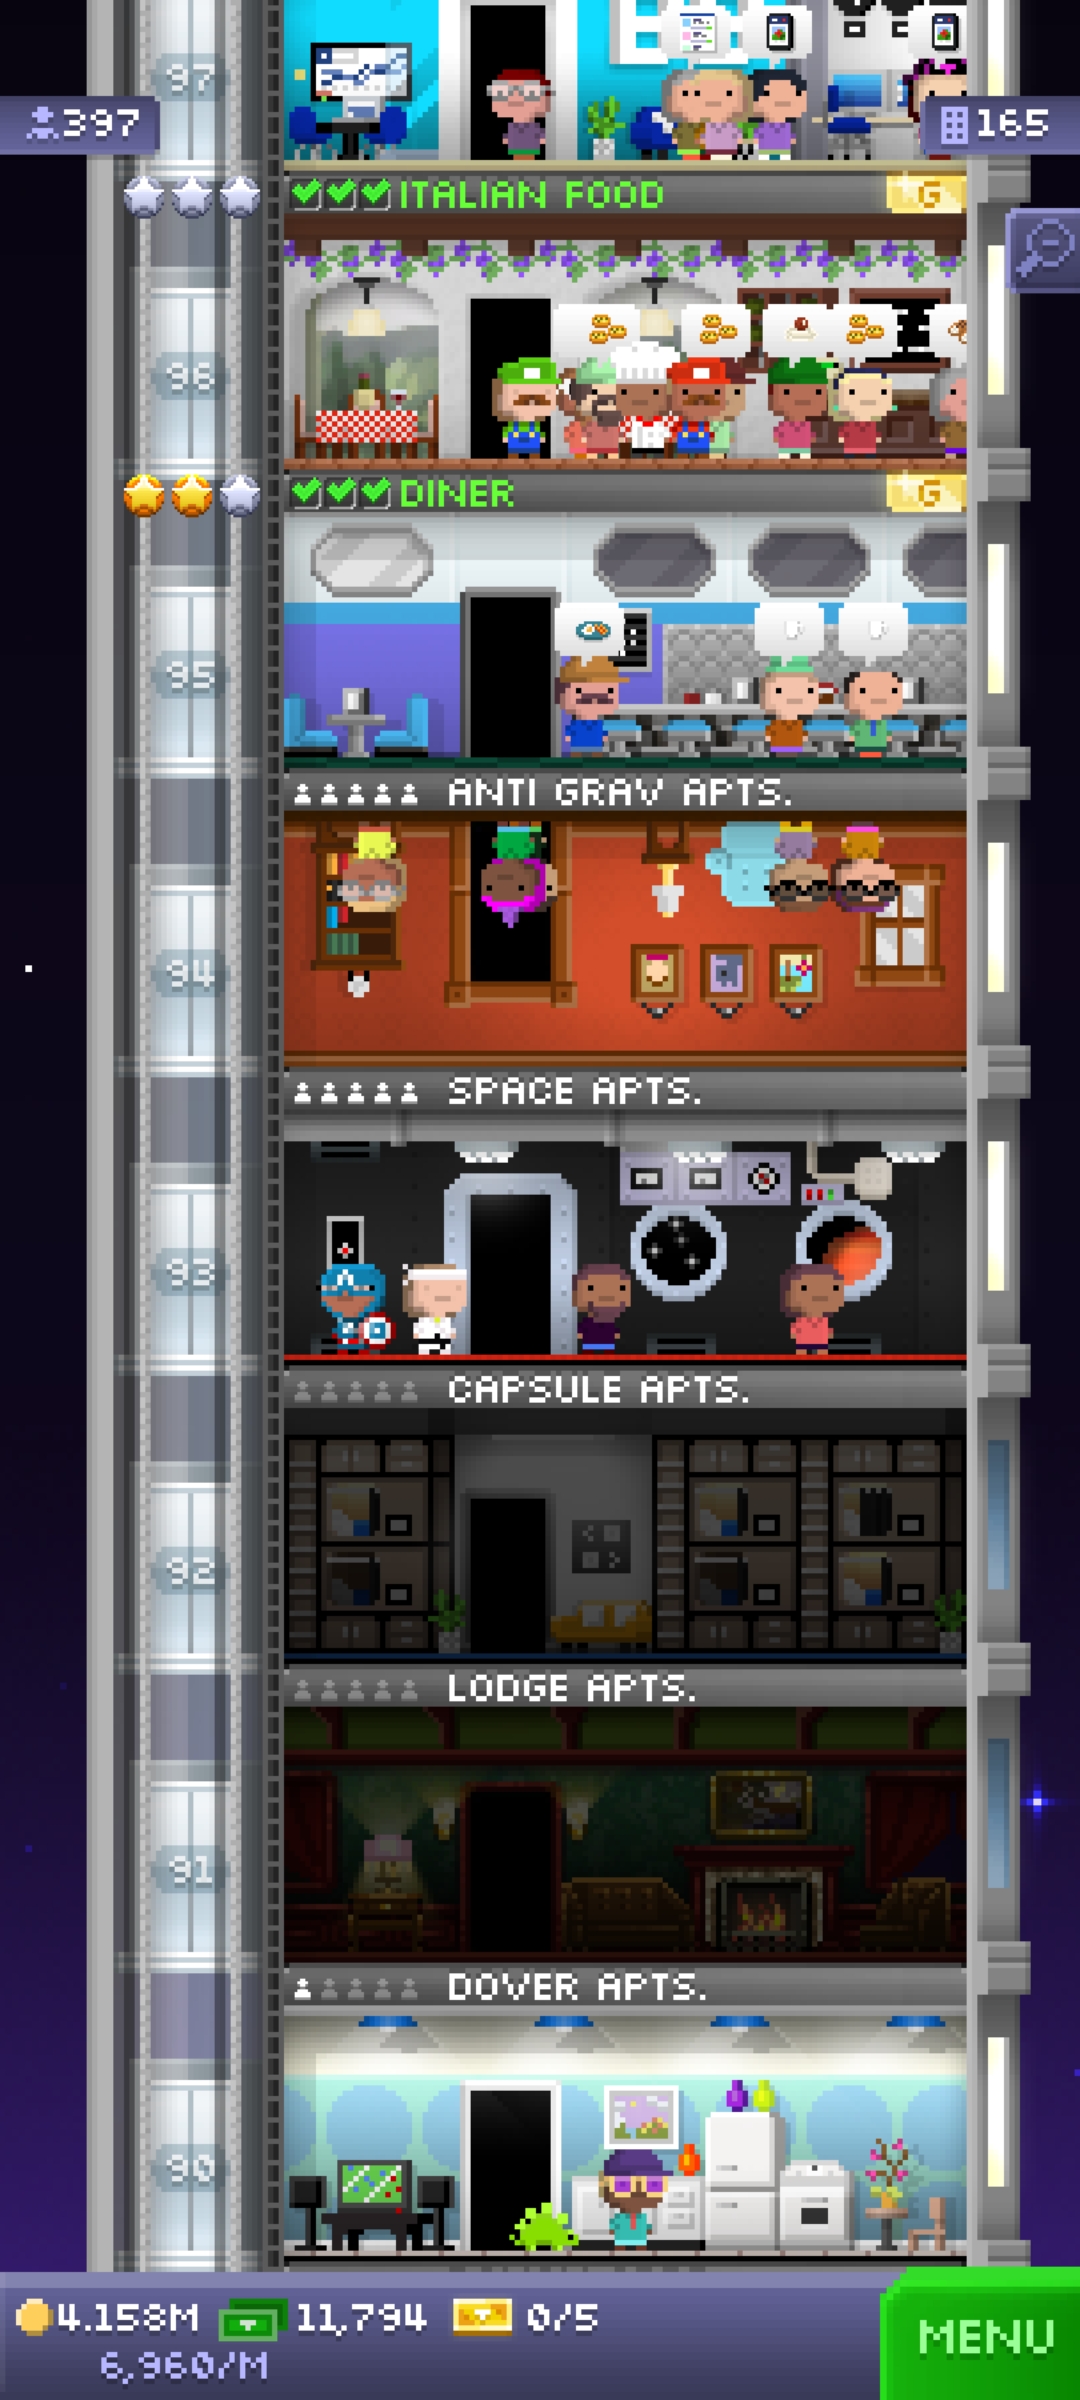 97
397
165
ITALIAN FOOD
G
96
DINER
G
95
ANTI GRAV APTS.
94
SPACE APTS.
93
CAPSULE APTS.
92
LODGE APTS.
91
DOVER APTS.
90
4.158M 11,794 0/5
6,960/M
MENU